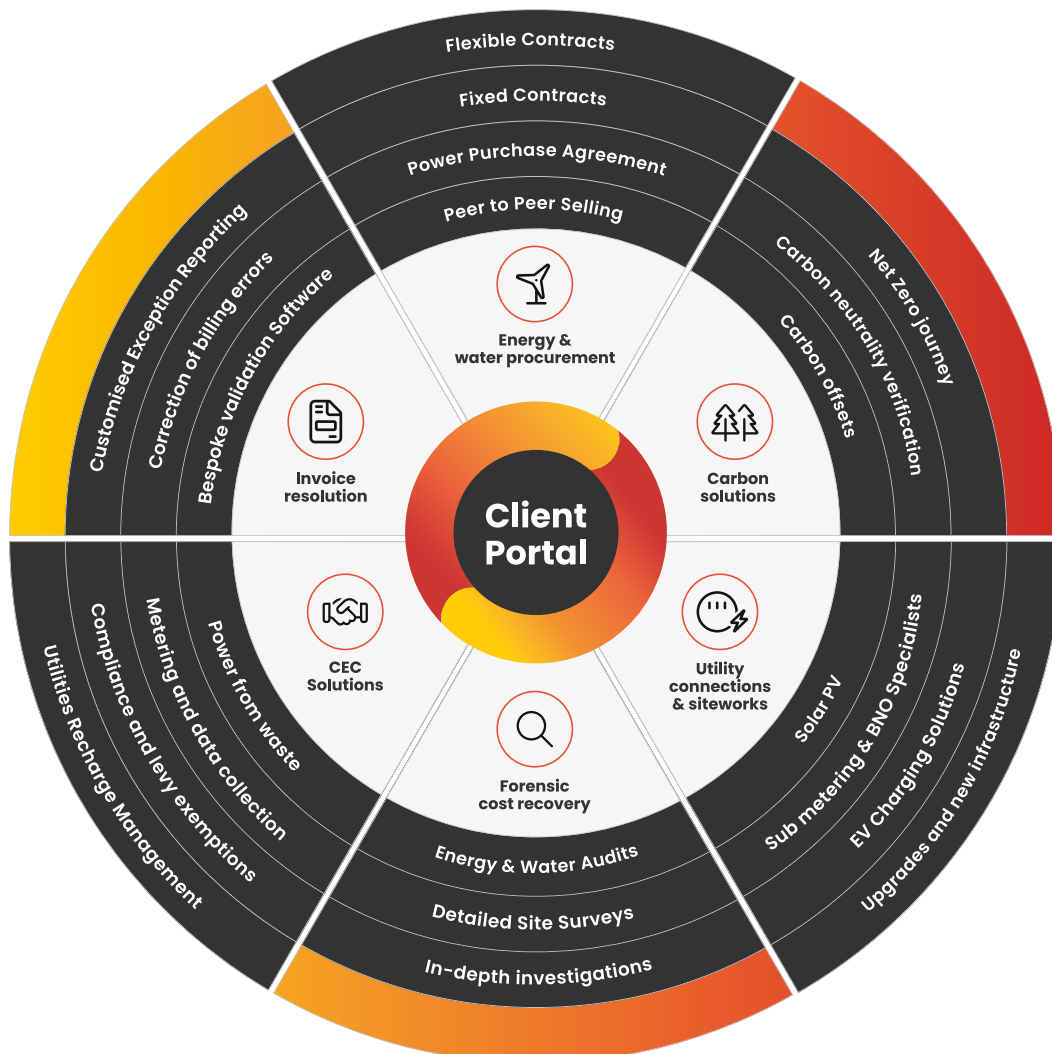 Flexible Contracts
Fixed Contracts
Power Purchase Agreement
Peer to Peer Selling
Energy &
water procurement
Net Zero journey
Carbon neutrality verification
Carbon offsets
Carbon
solutions
Customised Exception Reporting
Correction of billing errors
Bespoke validation Software
Invoice
resolution
Client
Portal
CEC
Solutions
Power from waste
Metering and data collection
Compliance and levy exemptions
Utilities Recharge Management
Utility
connections
& siteworks
Solar PV
Sub metering & BNO Specialists
EV Charging Solutions
Upgrades and new infrastructure
Forensic
cost recovery
Energy & Water Audits
Detailed Site Surveys
In-depth investigations